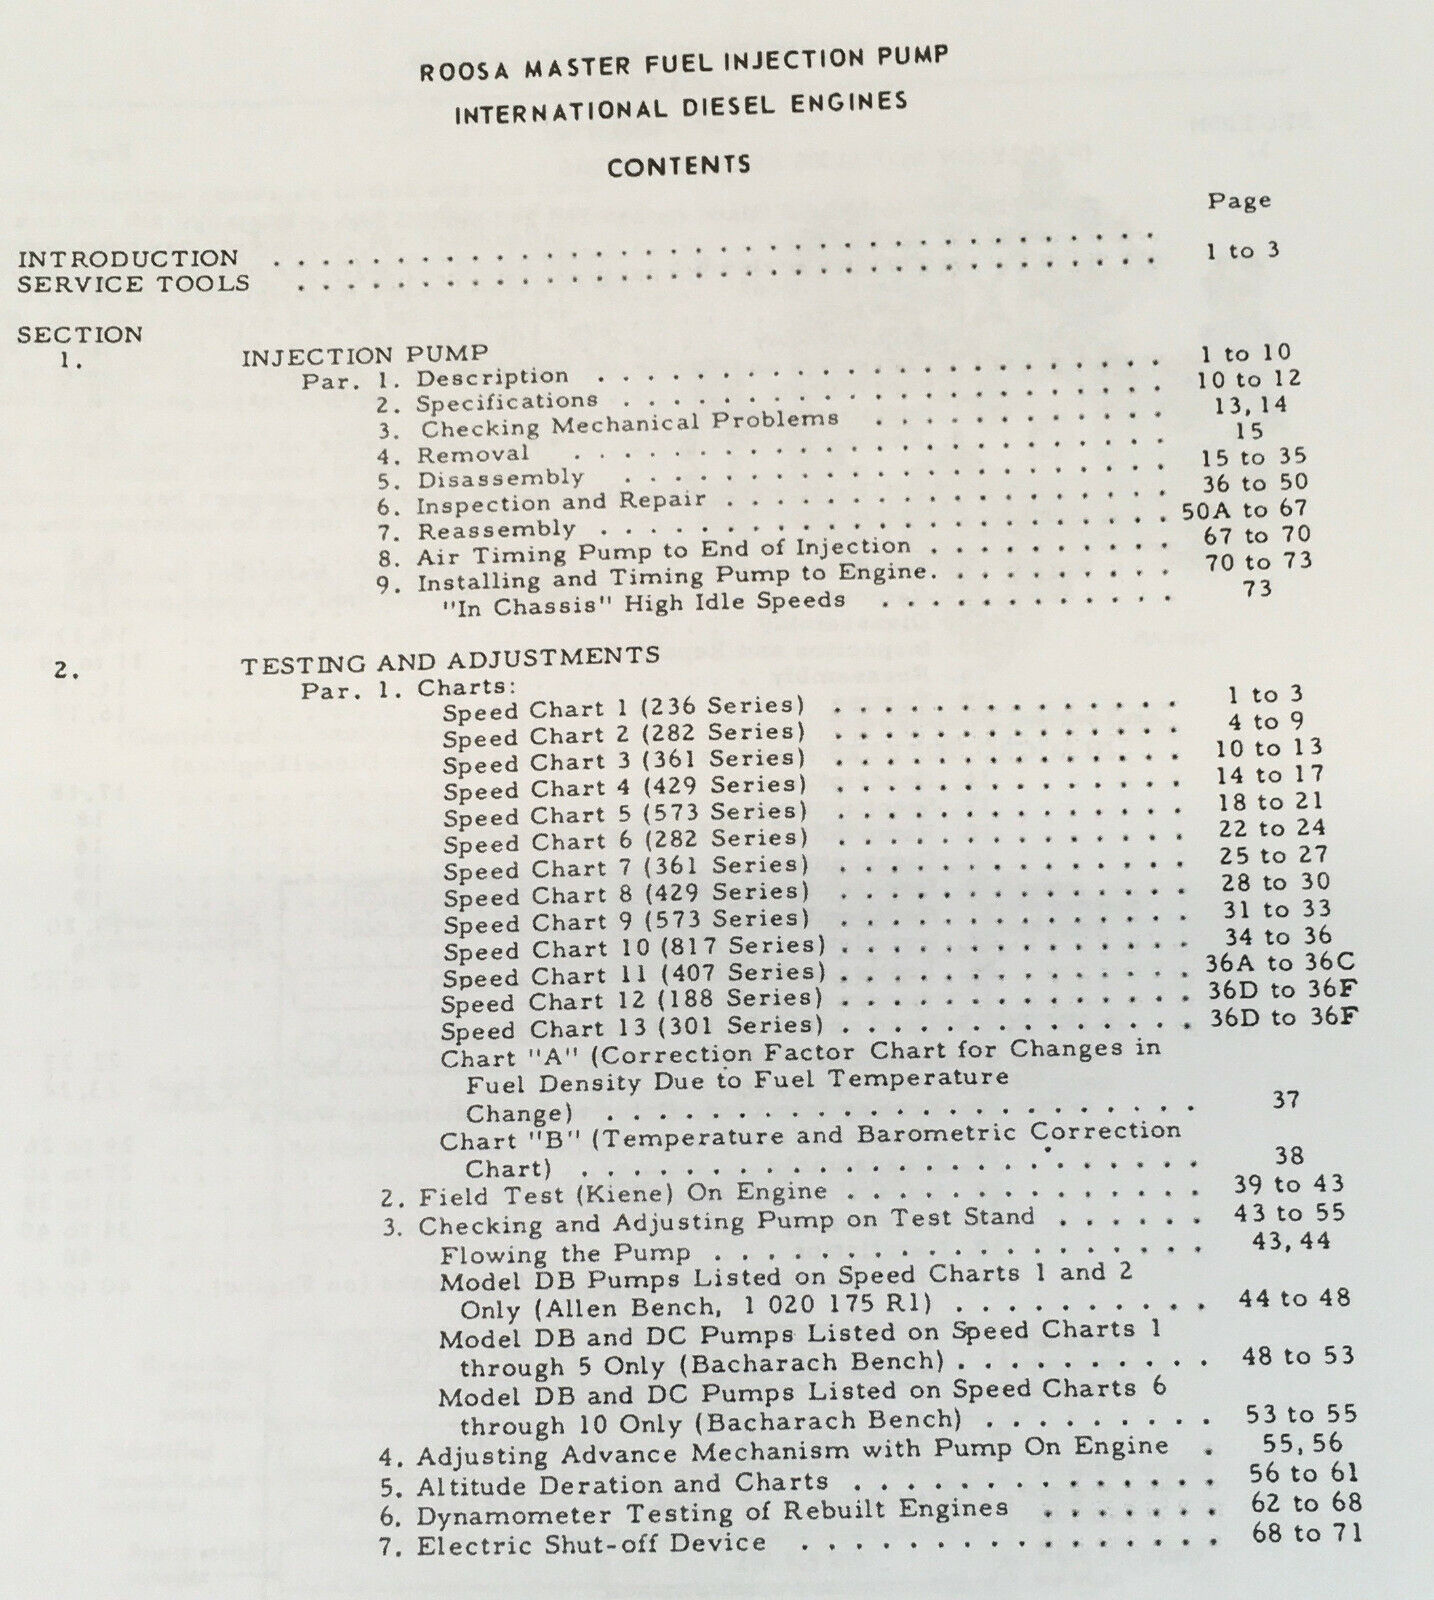 ROOSA MASTER FUEL INJECTION PUMP
INTERNATIONAL DIESEL ENGINES
CONTENTS
Page
INTRODUCTION . . . . . . . . . . . . . . . . . . . . . . . . . . . .
SERVICE TOOLS . . . . . . . . . . . . . . . . . . . . . . . . . . . 1 to 3
SECTION
1. INJECTION PUMP
Par. 1. Description . . . . . . . . . . . . . . . . . . . 1 to 10
2. Specifications . . . . . . . . . . . . . . . . . . 10 to 12
3. Checking Mechanical Problems . . . . . . . . . . . . 13, 14
4. Removal . . . . . . . . . . . . . . . . . . . . 15
5. Disassembly . . . . . . . . . . . . . . . . . . 15 to 35
6. Inspection and Repair . . . . . . . . . . . . . . . . 36 to 50
7. Reassembly . . . . . . . . . . . . . . . . . . . . 50A to 67
8. Air Timing Pump to End of Injection . . . . . . . . . . 67 to 70
9. Installing and Timing Pump to Engine. . . . . . . . . . 70 to 73
"In Chassis" High Idle Speeds . . . . . . . . . . . . 73
2. TESTING AND ADJUSTMENTS
Par. 1. Charts:
Speed Chart 1 (236 Series) . . . . . . . . . . . . . . 1 to 3
Speed Chart 2 (282 Series) . . . . . . . . . . . . . . 4 to 9
Speed Chart 3 (361 Series) . . . . . . . . . . . . . . 10 to 13
Speed Chart 4 (429 Series) . . . . . . . . . . . . . . 14 to 17
Speed Chart 5 (573 Series) . . . . . . . . . . . . . . 18 to 21
Speed Chart 6 (282 Series) . . . . . . . . . . . . . . 22 to 24
Speed Chart 7 (361 Series) . . . . . . . . . . . . . . 25 to 27
Speed Chart 8 (429 Series) . . . . . . . . . . . . . . 28 to 30
Speed Chart 9 (573 Series) . . . . . . . . . . . . . . 31 to 33
Speed Chart 10 (817 Series) . . . . . . . . . . . . . . 34 to 36
Speed Chart 11 (407 Series) . . . . . . . . . . . . . . 36A to 36C
Speed Chart 12 (188 Series) . . . . . . . . . . . . . . 36D to 36F
Speed Chart 13 (301 Series) . . . . . . . . . . . . . . 36D to 36F
Chart "A" (Correction Factor Chart for Changes in
Fuel Density Due to Fuel Temperature
Change) . . . . . . . . . . . . . . . . . . . . . . . 37
Chart "B" (Temperature and Barometric Correction
Chart) . . . . . . . . . . . . . . . . . . . . . . . . 38
2. Field Test (Kiene) On Engine . . . . . . . . . . . . . . 39 to 43
3. Checking and Adjusting Pump on Test Stand . . . . . . 43 to 55
Flowing the Pump . . . . . . . . . . . . . . . . . . . 43, 44
Model DB Pumps Listed on Speed Charts 1 and 2
Only (Allen Bench, 1 020 175 R1) . . . . . . . . . . 44 to 48
Model DB and DC Pumps Listed on Speed Charts 1
through 5 Only (Bacharach Bench) . . . . . . . . . . 48 to 53
Model DB and DC Pumps Listed on Speed Charts 6
through 10 Only (Bacharach Bench) . . . . . . . . . 53 to 55
4. Adjusting Advance Mechanism with Pump On Engine . 55, 56
5. Altitude Deration and Charts . . . . . . . . . . . . . . 56 to 61
6. Dynamometer Testing of Rebuilt Engines . . . . . . . 62 to 68
7. Electric Shut-off Device . . . . . . . . . . . . . . . . 68 to 71